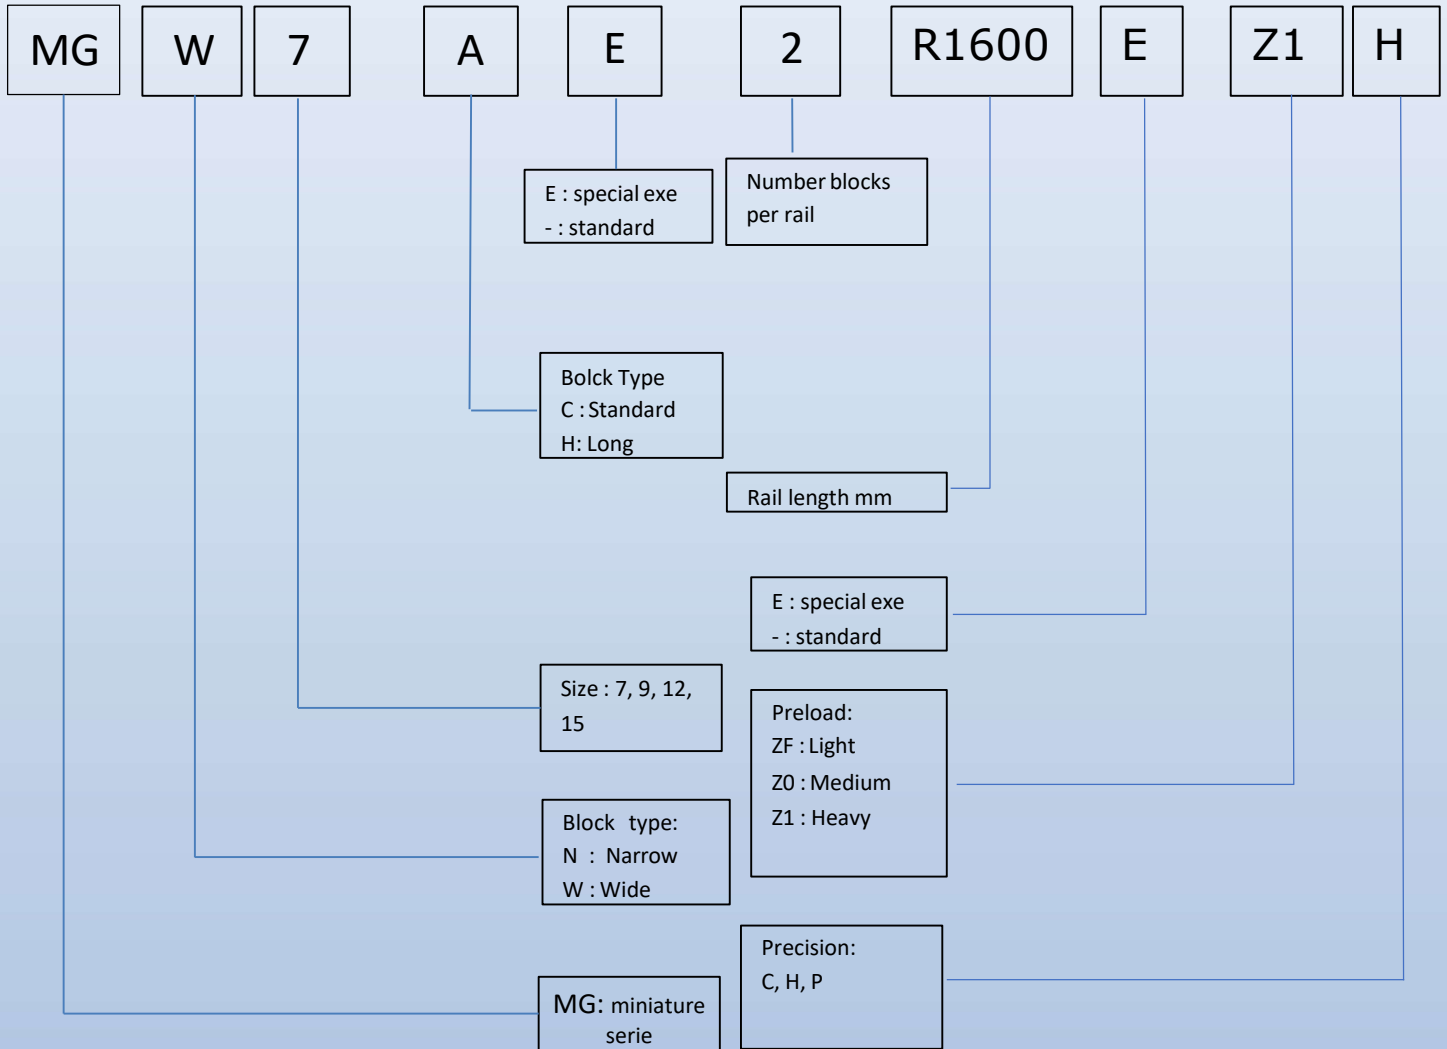 MG W 7 A E 2 R1600 E Z1 H
E : special exe
- : standard
Number blocks
per rail
Bolck Type
C : Standard
H: Long
Rail length mm
E : special exe
- : standard
Size : 7, 9, 12,
15
Preload:
ZF : Light
Z0 : Medium
Z1 : Heavy
Block type:
N : Narrow
W : Wide
Precision:
C, H, P
MG: miniature
serie